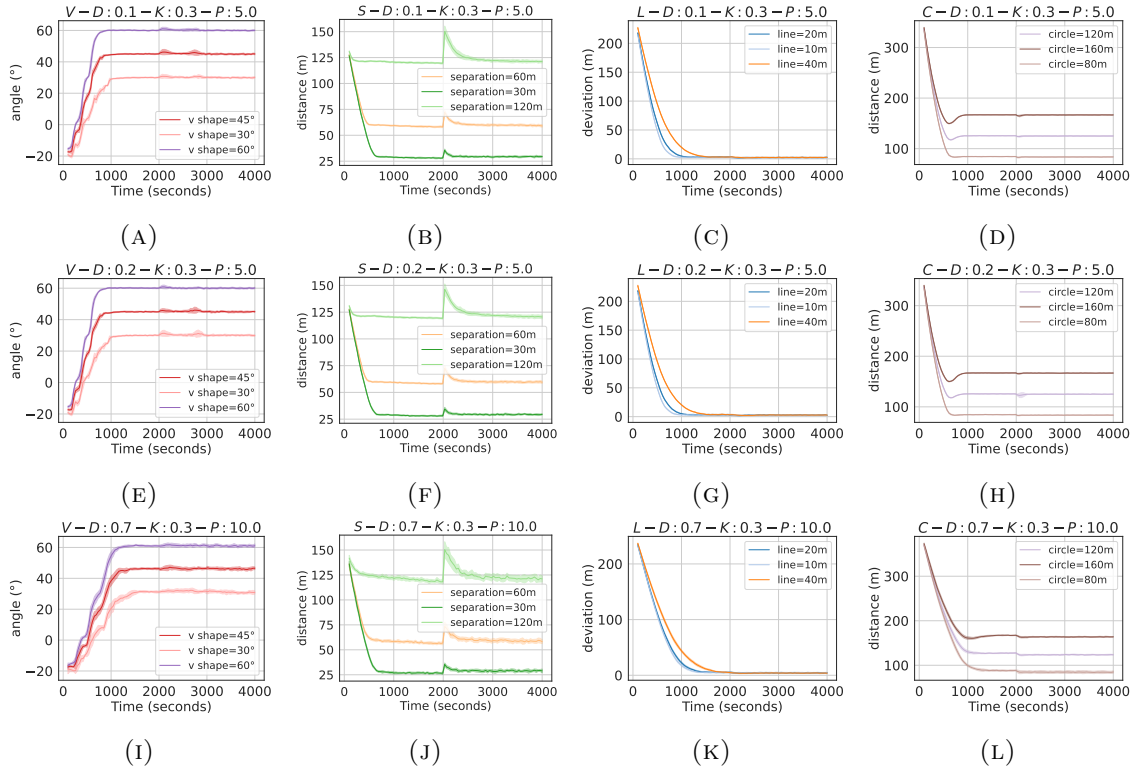 V − D : 0.1 − K : 0.3 − P : 5.0
angle (°)
60
40
20
0
−20
v shape=45°
v shape=30°
v shape=60°
0 1000 2000 3000 4000
Time (seconds)
(A)
S − D : 0.1 − K : 0.3 − P : 5.0
distance (m)
150
125
100
75
50
25
separation=60m
separation=30m
separation=120m
0 1000 2000 3000 4000
Time (seconds)
(B)
L − D : 0.1 − K : 0.3 − P : 5.0
deviation (m)
200
150
100
50
0
line=20m
line=10m
line=40m
0 1000 2000 3000 4000
Time (seconds)
(C)
C − D : 0.1 − K : 0.3 − P : 5.0
distance (m)
300
200
100
circle=120m
circle=160m
circle=80m
0 1000 2000 3000 4000
Time (seconds)
(D)
V − D : 0.2 − K : 0.3 − P : 5.0
angle (°)
60
40
20
0
−20
v shape=45°
v shape=30°
v shape=60°
0 1000 2000 3000 4000
Time (seconds)
(E)
S − D : 0.2 − K : 0.3 − P : 5.0
distance (m)
150
125
100
75
50
25
separation=60m
separation=30m
separation=120m
0 1000 2000 3000 4000
Time (seconds)
(F)
L − D : 0.2 − K : 0.3 − P : 5.0
deviation (m)
200
150
100
50
0
line=20m
line=10m
line=40m
0 1000 2000 3000 4000
Time (seconds)
(G)
C − D : 0.2 − K : 0.3 − P : 5.0
distance (m)
300
200
100
circle=120m
circle=160m
circle=80m
0 1000 2000 3000 4000
Time (seconds)
(H)
V − D : 0.7 − K : 0.3 − P : 10.0
angle (°)
60
40
20
0
−20
v shape=45°
v shape=30°
v shape=60°
0 1000 2000 3000 4000
Time (seconds)
(I)
S − D : 0.7 − K : 0.3 − P : 10.0
distance (m)
150
125
100
75
50
25
separation=60m
separation=30m
separation=120m
0 1000 2000 3000 4000
Time (seconds)
(J)
L − D : 0.7 − K : 0.3 − P : 10.0
deviation (m)
200
100
0
line=20m
line=10m
line=40m
0 1000 2000 3000 4000
Time (seconds)
(K)
C − D : 0.7 − K : 0.3 − P : 10.0
distance (m)
300
200
100
circle=120m
circle=160m
circle=80m
0 1000 2000 3000 4000
Time (seconds)
(L)